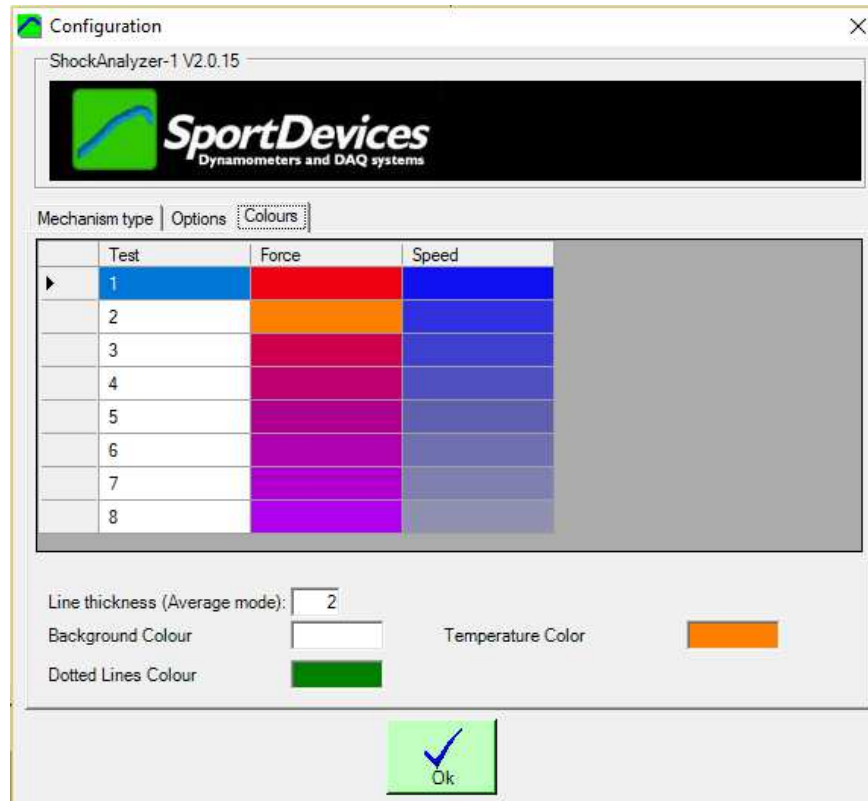 Configuration
ShockAnalyzer-1 V2.0.15
SportDevices
Dynamometers and DAQ systems
Mechanism type Options Colours
Test Force Speed
1
2
3
4
5
6
7
8
Line thickness (Average mode): 2
Background Colour Temperature Color
Dotted Lines Colour
Ok